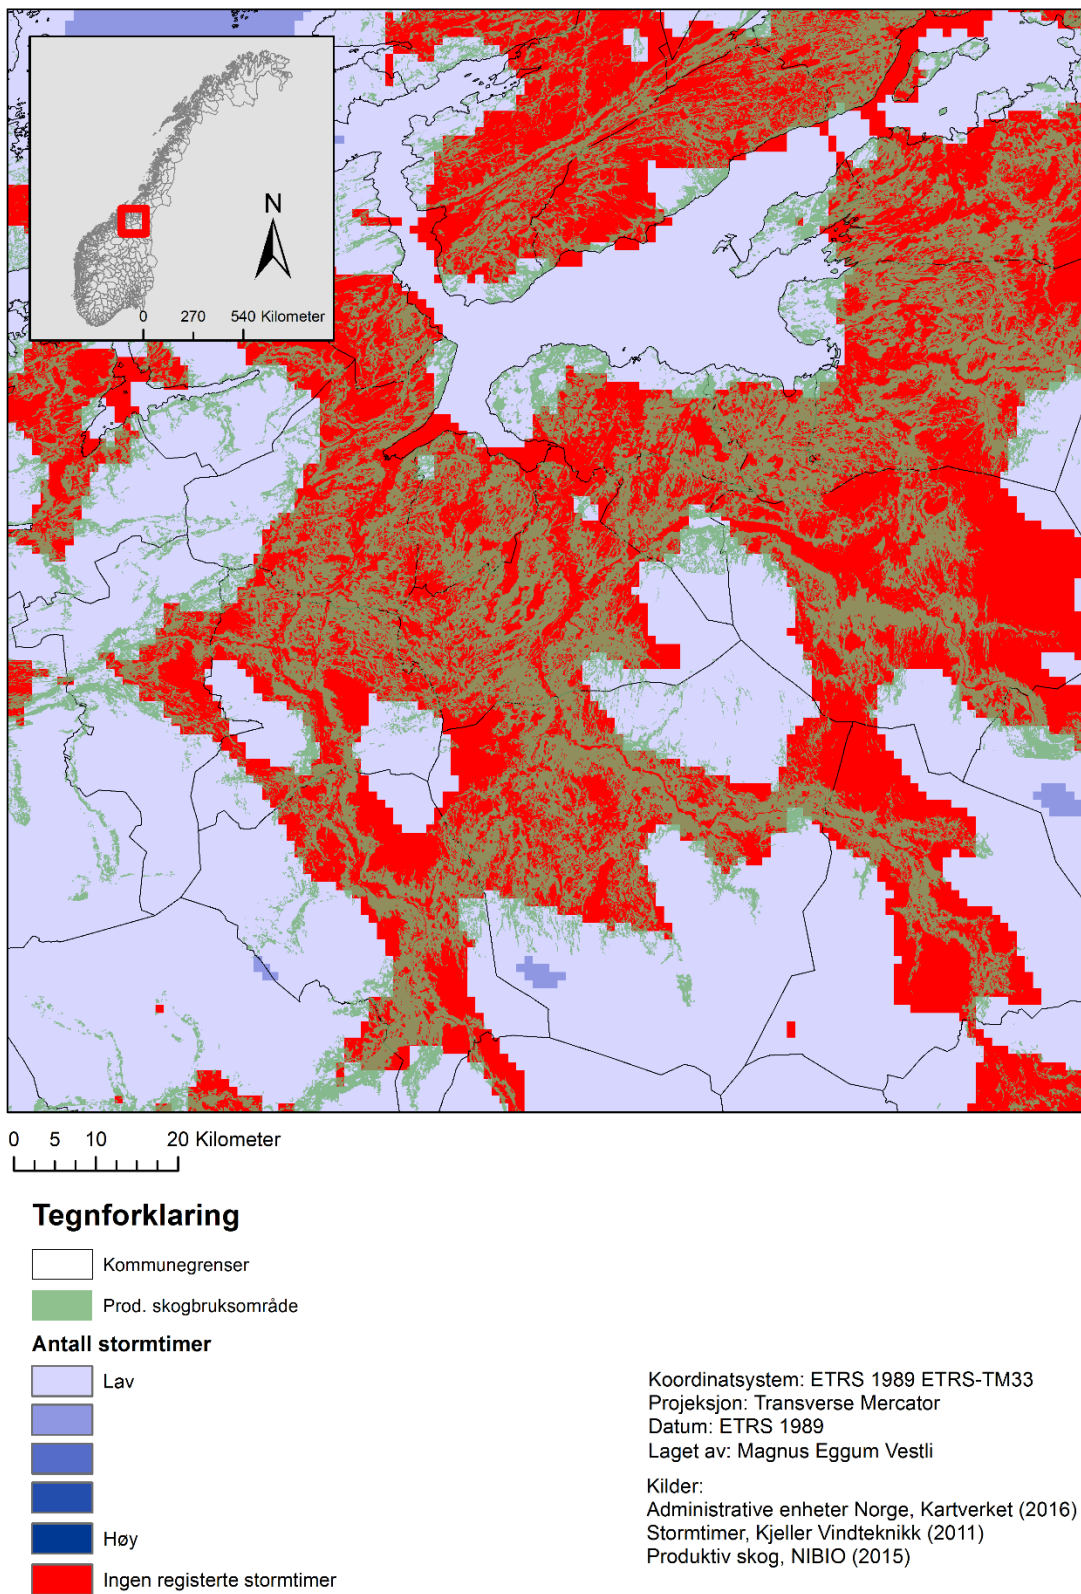 N
0 270 540 Kilometer
0 5 10 20 Kilometer
Tegnforklaring
Kommunegrenser
Prod. skogbruksområde
Antall stormtimer
Lav
Høy
Ingen registerte stormtimer
Koordinatsystem: ETRS 1989 ETRS-TM33
Projeksjon: Transverse Mercator
Datum: ETRS 1989
Laget av: Magnus Eggum Vestli
Kilder:
Administrative enheter Norge, Kartverket (2016)
Stormtimer, Kjeller Vindteknikk (2011)
Produktiv skog, NIBIO (2015)